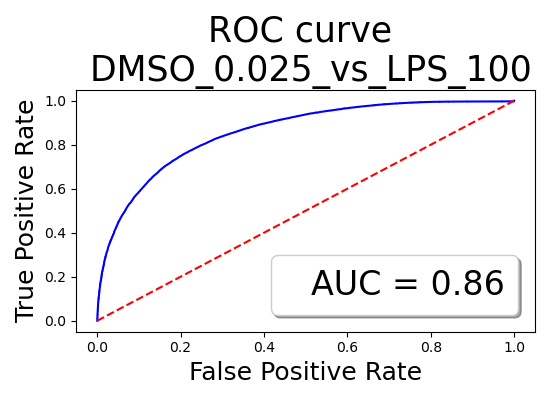 ROC curve
DMSO_0.025_vs_LPS_100
True Positive Rate
1.0
0.8
0.6
0.4
0.2
0.0
AUC = 0.86
0.0 0.2 0.4 0.6 0.8 1.0
False Positive Rate